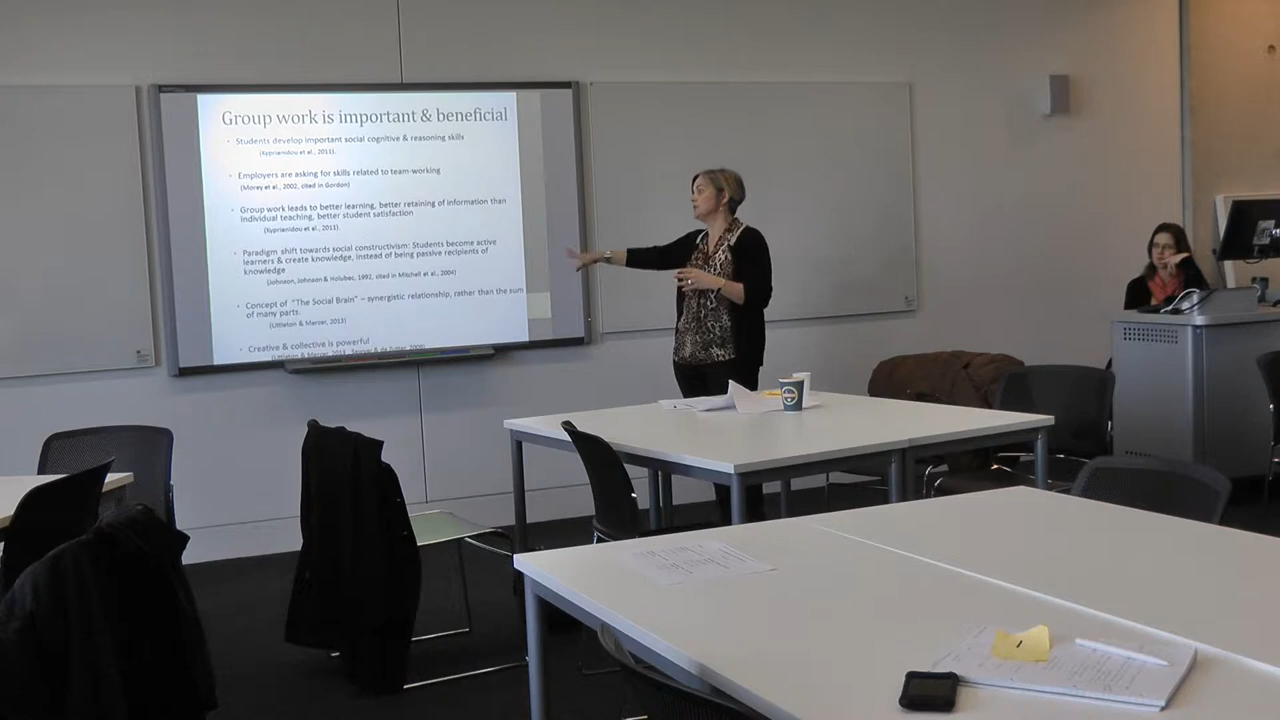 Group work is important & beneficial
• Students develop important social cognitive & reasoning skills
(Kyprianidou et al., 2011).
• Employers are asking for skills related to team-working
(Morey et al., 2002, cited in Gordon)
• Group work leads to better learning, better retaining of information than
individual teaching, better student satisfaction
(Kyprianidou et al., 2011).
• Paradigm shift towards social constructivism: Students become active
learners & create knowledge, instead of being passive recipients of
knowledge
(Johnson, Johnson & Holubec, 1992, cited in Mitchell et al., 2004)
• Concept of "The Social Brain" – synergistic relationship, rather than the sum
of many parts.
(Littleton & Mercer, 2013)
• Creative & collective is powerful
(Littleton & Mercer, 2013